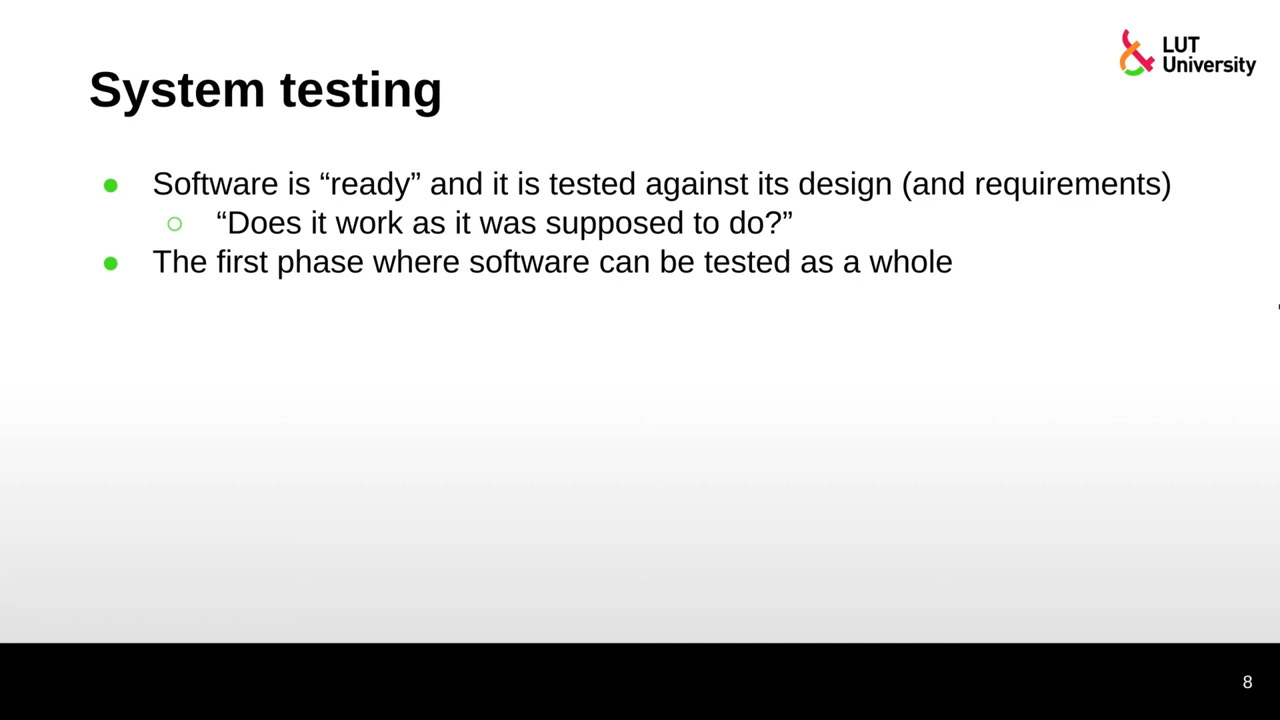 LUT
University
System testing
● Software is “ready” and it is tested against its design (and requirements)
○ “Does it work as it was supposed to do?”
● The first phase where software can be tested as a whole
8